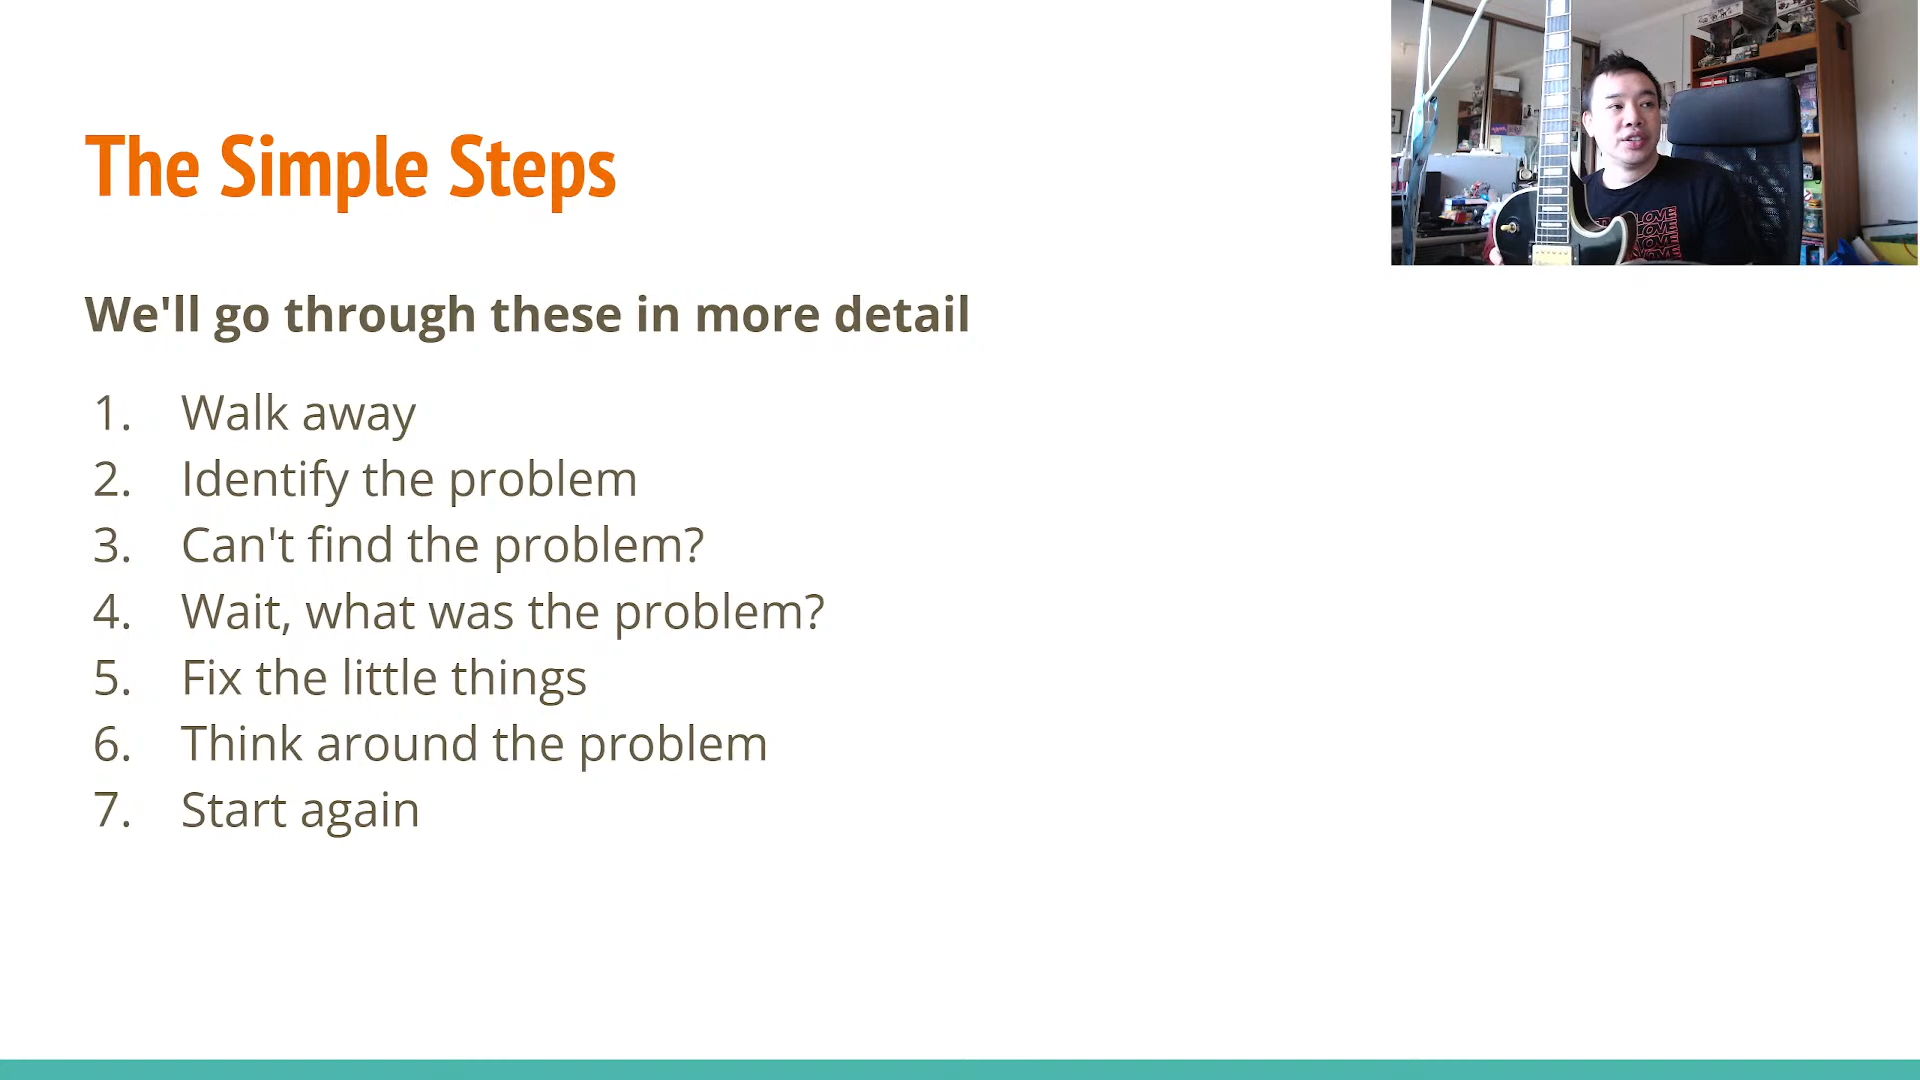 The Simple Steps
We'll go through these in more detail
1. Walk away
2. Identify the problem
3. Can't find the problem?
4. Wait, what was the problem?
5. Fix the little things
6. Think around the problem
7. Start again
LOVE
LOVE